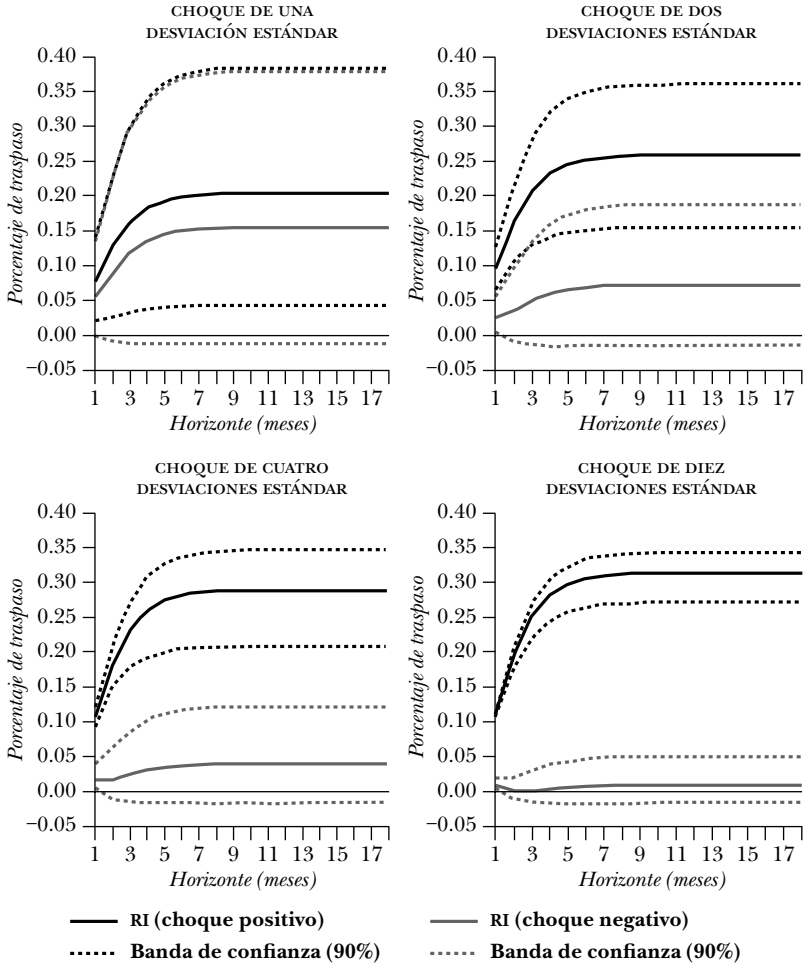 CHOQUE DE UNA
DESVIACIÓN ESTÁNDAR
Porcentaje de traspaso
0.40
0.35
0.30
0.25
0.20
0.15
0.10
0.05
0.00
−0.05
1 3 5 7 9 11 13 15 17
Horizonte (meses)
CHOQUE DE DOS
DESVIACIONES ESTÁNDAR
Porcentaje de traspaso
0.40
0.35
0.30
0.25
0.20
0.15
0.10
0.05
0.00
−0.05
1 3 5 7 9 11 13 15 17
Horizonte (meses)
CHOQUE DE CUATRO
DESVIACIONES ESTÁNDAR
Porcentaje de traspaso
0.40
0.35
0.30
0.25
0.20
0.15
0.10
0.05
0.00
−0.05
1 3 5 7 9 11 13 15 17
Horizonte (meses)
CHOQUE DE DIEZ
DESVIACIONES ESTÁNDAR
Porcentaje de traspaso
0.40
0.35
0.30
0.25
0.20
0.15
0.10
0.05
0.00
−0.05
1 3 5 7 9 11 13 15 17
Horizonte (meses)
RI (choque positivo)
RI (choque negativo)
Banda de confianza (90%)
Banda de confianza (90%)